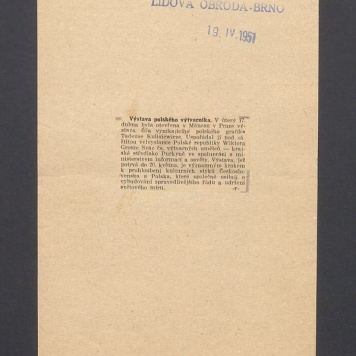 LIDOVÁ OBRODA-BRNO
19. IV. 1951
Výstava polského výtvarníka. V úterý 17.
dubna byla otevřena v Mánesu v Praze vý-
stava díla vynikajícího polského grafika
Tadeusze Kulisiewicze. Uspořádal ji pod zá-
štitou velvyslance Polské republiky Wiktora
Grosze Svaz čs. výtvarných umělců — kraj-
ské středisko Purkyně ve spolupráci s mi-
nisterstvem informací a osvěty. Výstava, jež
potrvá do 20. května, je významným krokem
k prohloubení kulturních styků Českoslo-
venska a Polska, které společně usilují o
vybudování spravedlivějšího řádu a udržení
světového míru.
-r-